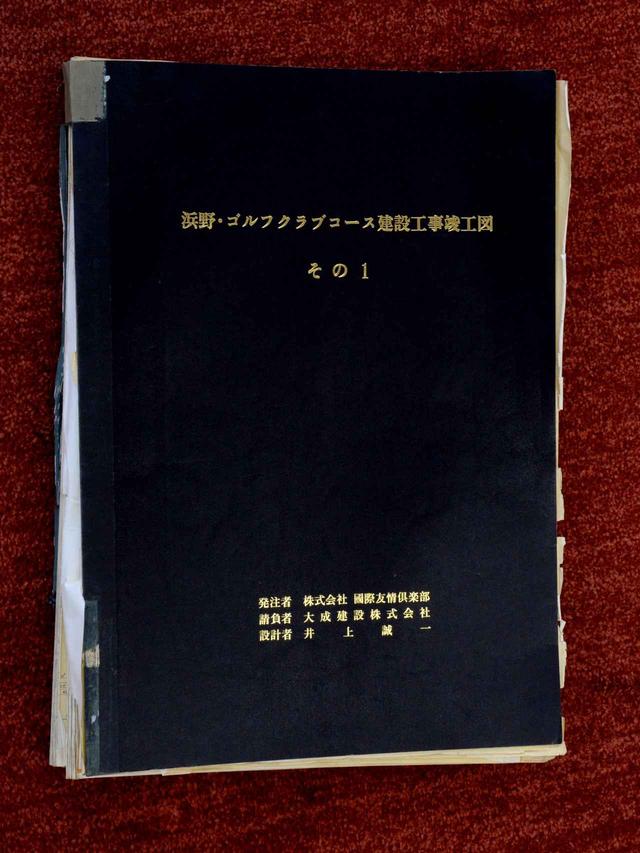 浜野・ゴルフクラブコース建設工事竣工図
その1
発注者 株式会社 國際友情倶楽部
請負者 大成建設株式会社
設計者 井上誠一